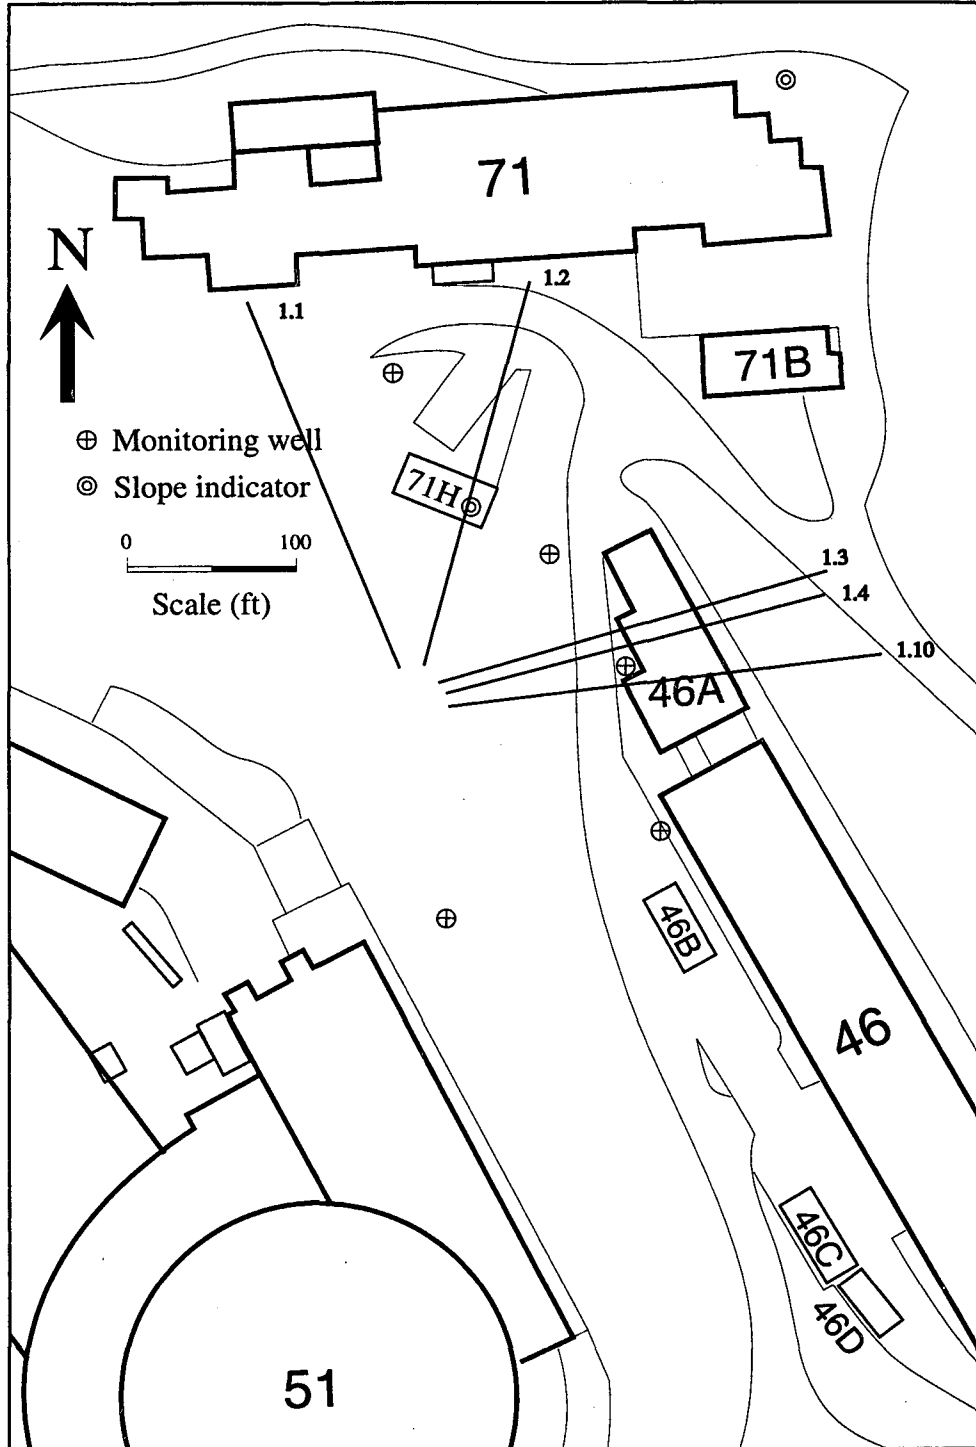 71
N
1.1
1.2
71B
Monitoring well
Slope indicator
71H
0 100
Scale (ft)
1.3
1.4
1.10
46A
46B
46
46C
46D
51